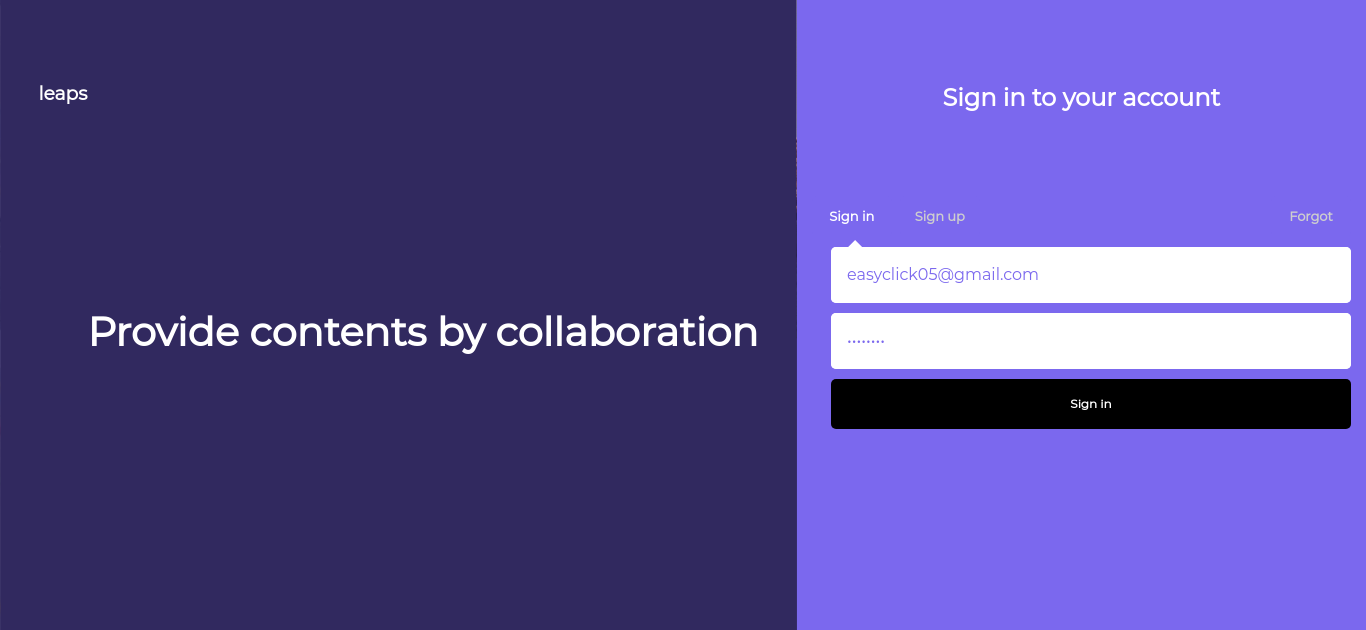 leaps
Provide contents by collaboration
Sign in to your account
Sign in
Sign up
Forgot
easyclick05@gmail.com
........
Sign in